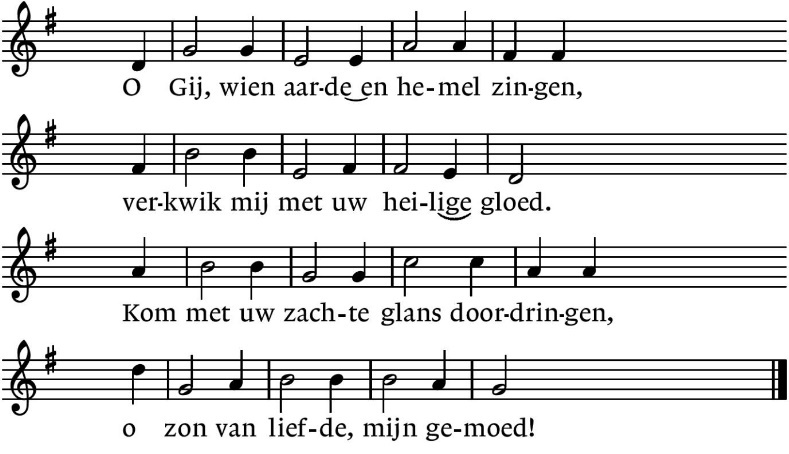 O Gij, wien aar-de en he-mel zin-gen,
ver-kwik mij met uw hei-lige gloed.
Kom met uw zach-te glans door-drin-gen,
o zon van lief-de, mijn ge-moed!